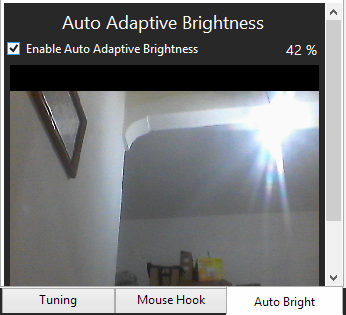 Auto Adaptive Brightness
Enable Auto Adaptive Brightness 42 %
Tuning Mouse Hook Auto Bright